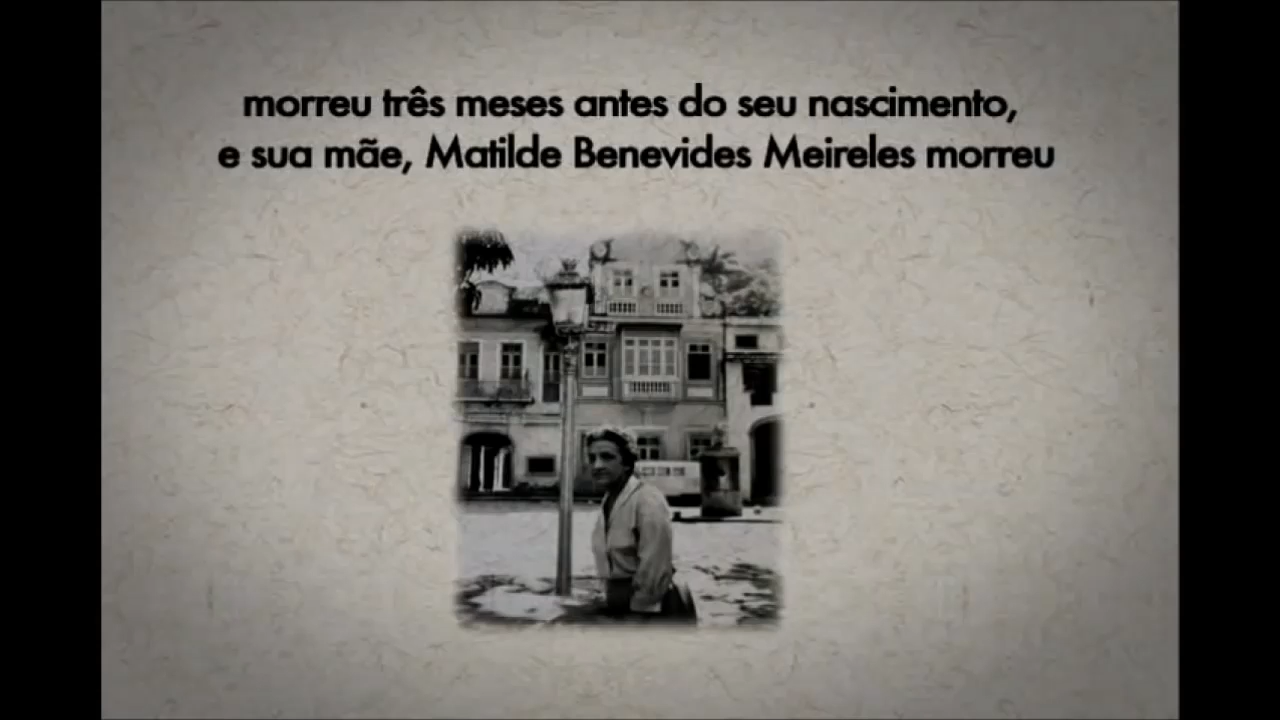 morreu três meses antes do seu nascimento,
e sua mãe, Matilde Benevides Meireles morreu